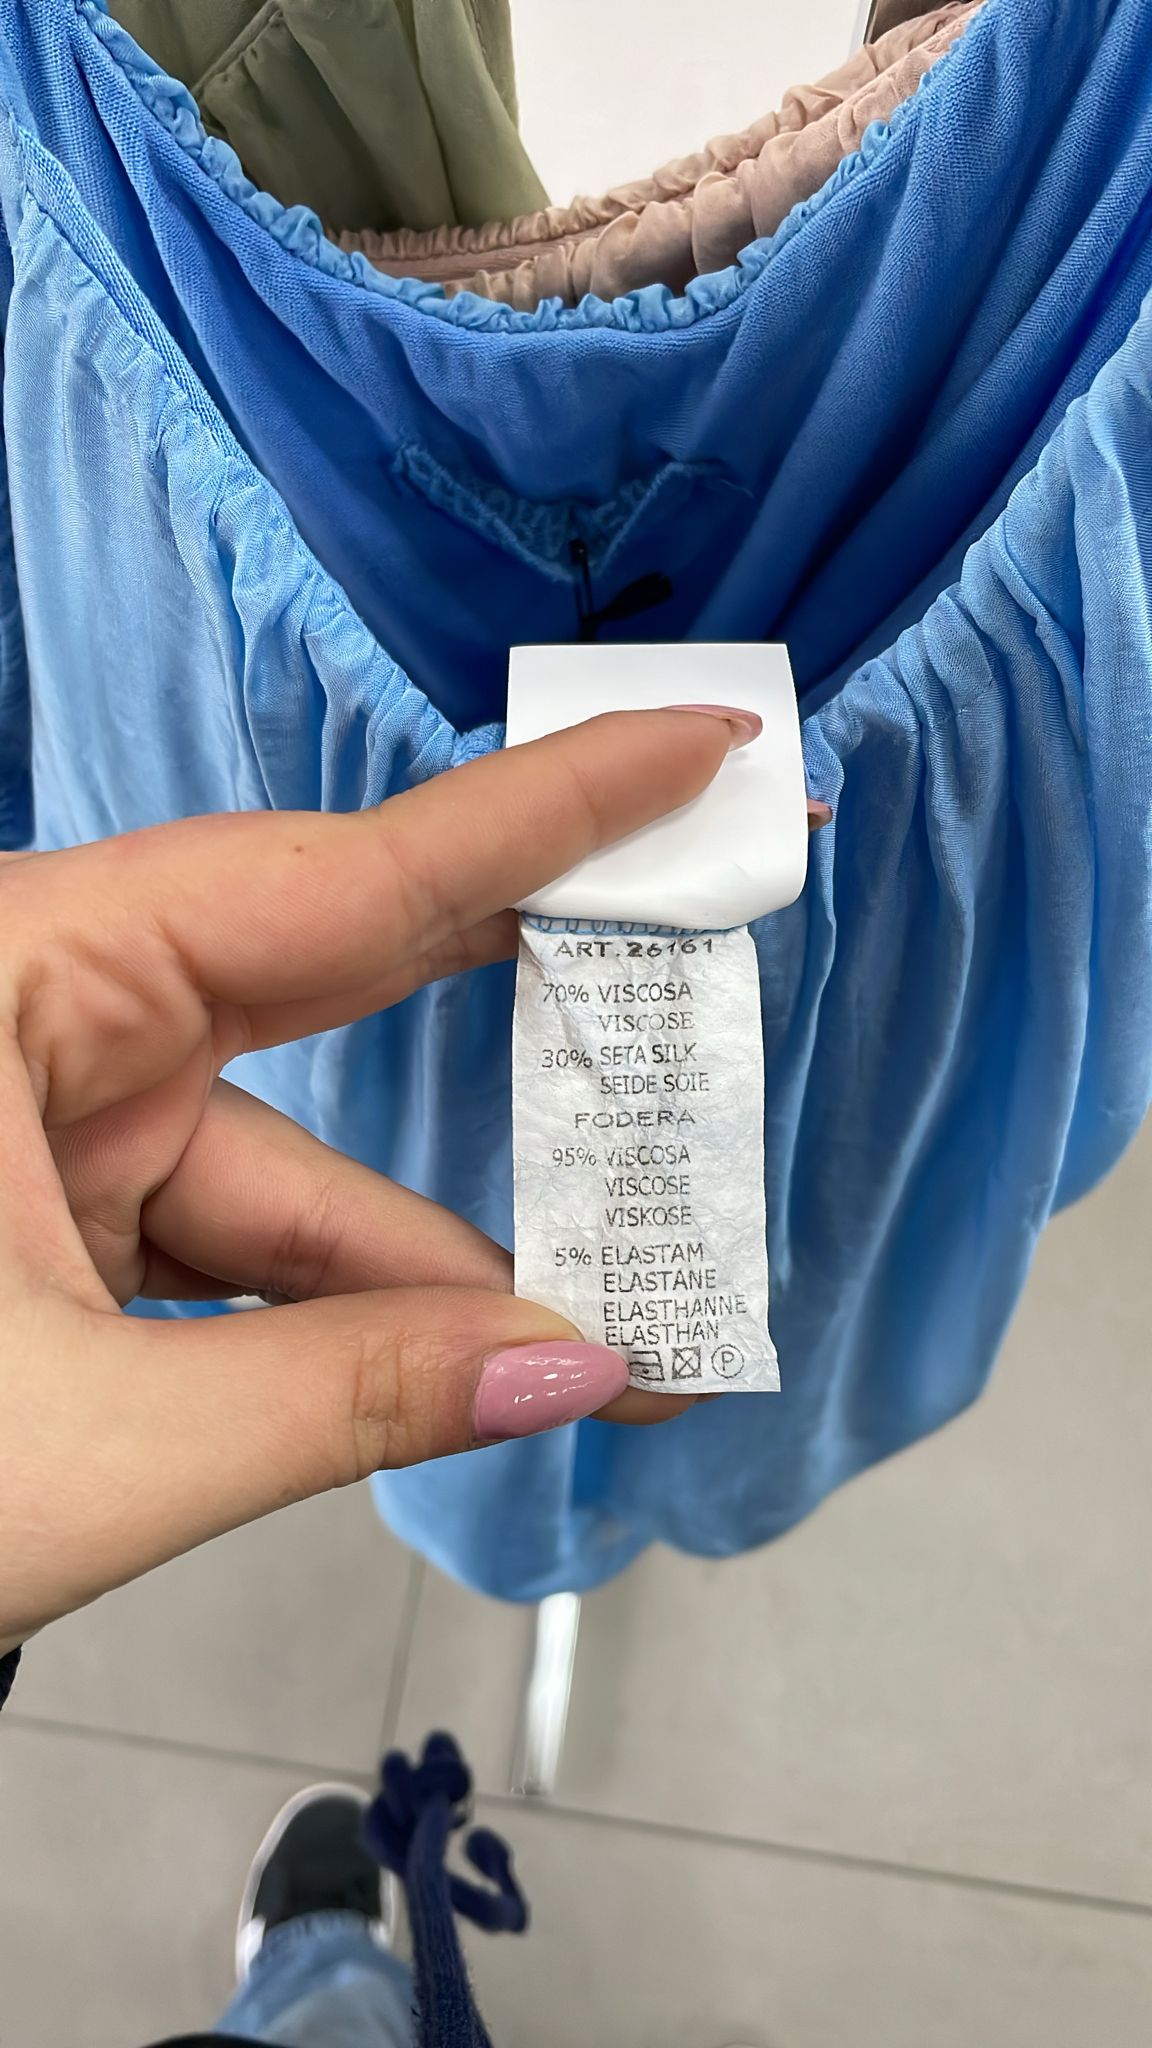 ART. 26161
70% VISCOSA
VISCOSE
30% SETA SILK
SEIDE SOIE
FODERA
95% VISCOSA
VISCOSE
VISKOSE
5% ELASTAM
ELASTANE
ELASTHANNE
ELASTHAN
P